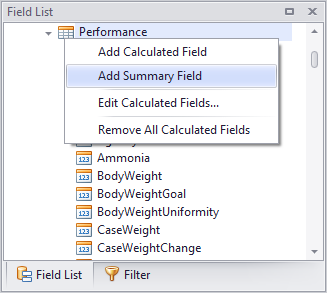 Field List
Performance
Add Calculated Field
Add Summary Field
Edit Calculated Fields...
Remove All Calculated Fields
Ammonia
BodyWeight
BodyWeightGoal
BodyWeightUniformity
CaseWeight
CaseWeightChange
Field List
Filter